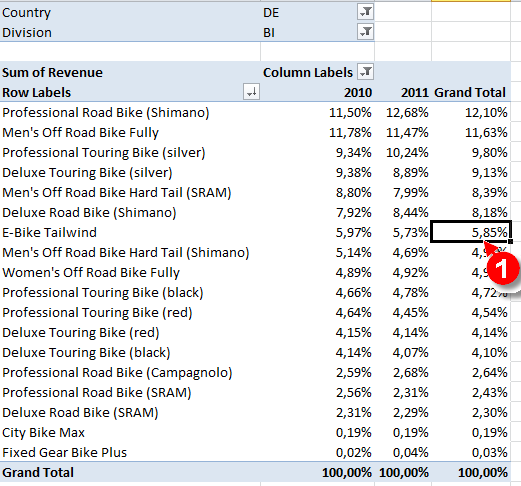 Country DE
Division BI
Sum of Revenue Column Labels
Row Labels 2010 2011 Grand Total
Professional Road Bike (Shimano) 11,50% 12,68% 12,10%
Men's Off Road Bike Fully 11,78% 11,47% 11,63%
Professional Touring Bike (silver) 9,34% 10,24% 9,80%
Deluxe Touring Bike (silver) 9,38% 8,89% 9,13%
Men's Off Road Bike Hard Tail (SRAM) 8,80% 7,99% 8,39%
Deluxe Road Bike (Shimano) 7,92% 8,44% 8,18%
E-Bike Tailwind 5,97% 5,73% 5,85%
Men's Off Road Bike Hard Tail (Shimano) 5,14% 4,69%
1
Women's Off Road Bike Fully 4,89% 4,92%
Professional Touring Bike (black) 4,66% 4,78% 4,72%
Professional Touring Bike (red) 4,64% 4,45% 4,54%
Deluxe Touring Bike (red) 4,15% 4,14% 4,14%
Deluxe Touring Bike (black) 4,14% 4,07% 4,10%
Professional Road Bike (Campagnolo) 2,59% 2,68% 2,64%
Professional Road Bike (SRAM) 2,56% 2,31% 2,43%
Deluxe Road Bike (SRAM) 2,31% 2,29% 2,30%
City Bike Max 0,19% 0,19% 0,19%
Fixed Gear Bike Plus 0,02% 0,04% 0,03%
Grand Total 100,00% 100,00% 100,00%